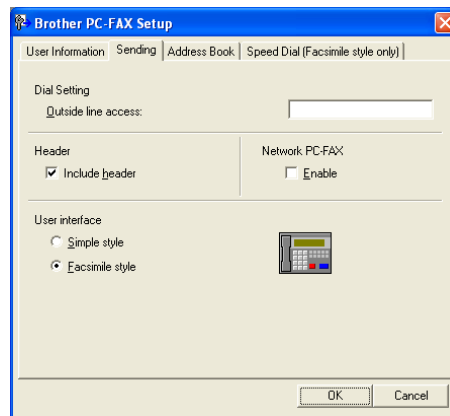 Brother PC-FAX Setup
User Information Sending Address Book Speed Dial (Facsimile style only)
Dial Setting
Outside line access:
Header Network PC-FAX
Include header Enable
User interface
Simple style
Facsimile style
OK Cancel